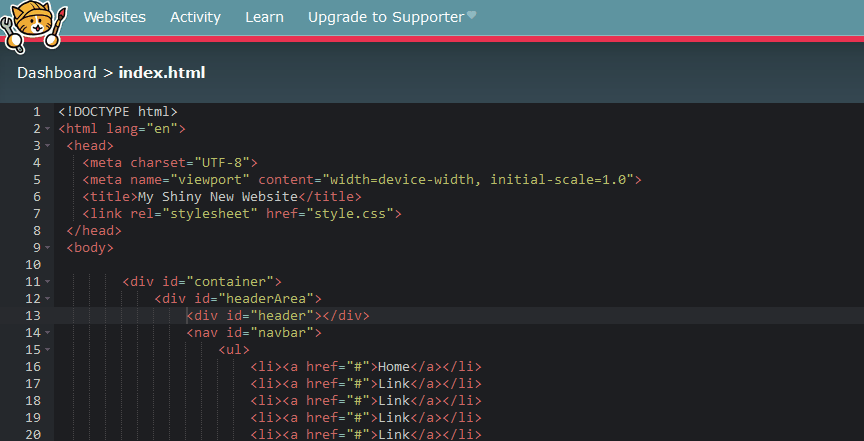 Websites Activity Learn Upgrade to Supporter
Dashboard > index.html
1 <!DOCTYPE html>
2 <html lang="en">
3 <head>
4 <meta charset="UTF-8">
5 <meta name="viewport" content="width=device-width, initial-scale=1.0">
6 <title>My Shiny New Website</title>
7 <link rel="stylesheet" href="style.css">
8 </head>
9 <body>
10
11 <div id="container">
12 <div id="headerArea">
13 <div id="header"></div>
14 <nav id="navbar">
15 <ul>
16 <li><a href="#">Home</a></li>
17 <li><a href="#">Link</a></li>
18 <li><a href="#">Link</a></li>
19 <li><a href="#">Link</a></li>
20 <li><a href="#">Link</a></li>